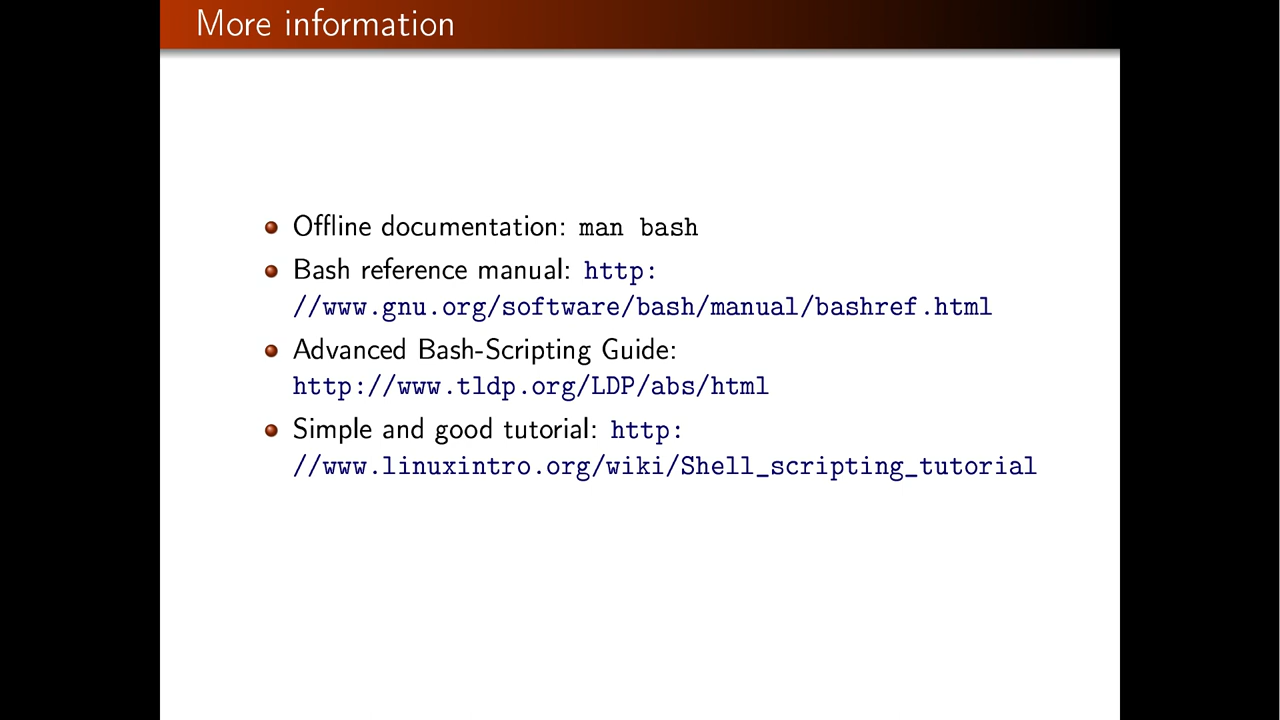 More information
Offline documentation: man bash
Bash reference manual: http:
//www.gnu.org/software/bash/manual/bashref.html
Advanced Bash-Scripting Guide:
http://www.tldp.org/LDP/abs/html
Simple and good tutorial: http:
//www.linuxintro.org/wiki/Shell_scripting_tutorial